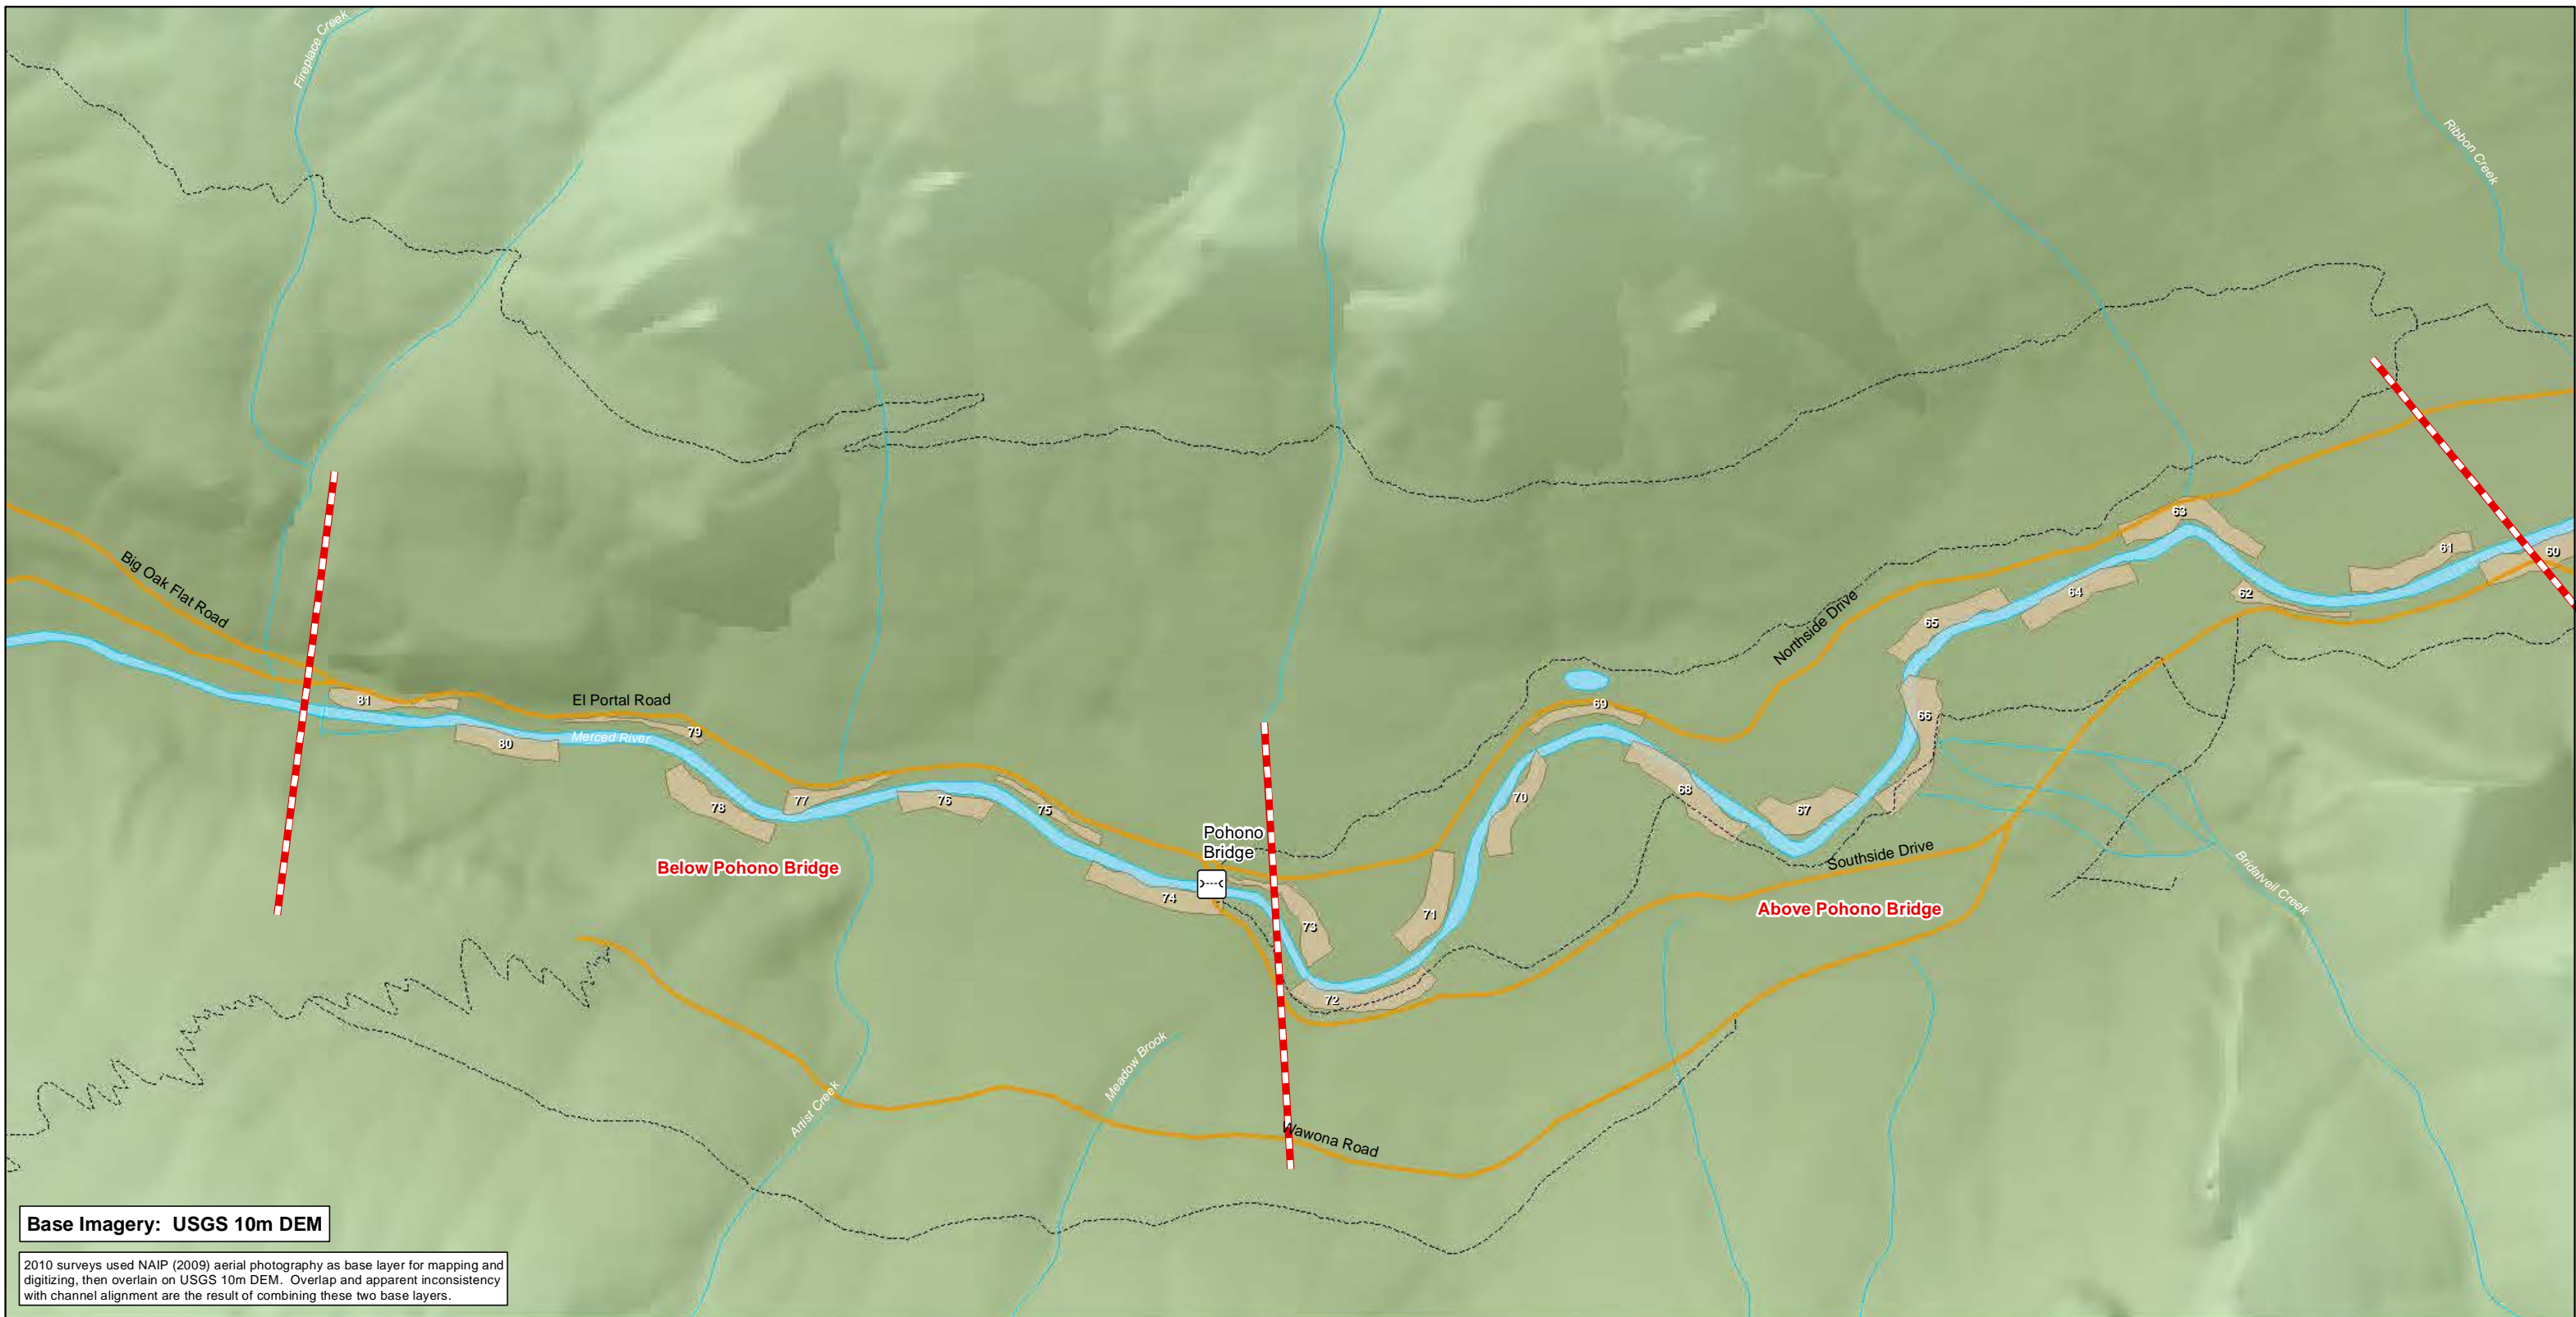 Fireplace Creek
Ribbon Creek
Big Oak Flat Road
El Portal Road
Merced River
Northside Drive
Southside Drive
Bridalveil Creek
Pohono
Bridge
Below Pohono Bridge
Above Pohono Bridge
Artist Creek
Meadow Brook
Wawona Road
60
61
62
63
64
65
66
67
68
69
70
71
72
73
74
75
76
77
78
79
80
81
Base Imagery: USGS 10m DEM
2010 surveys used NAIP (2009) aerial photography as base layer for mapping and
digitizing, then overlain on USGS 10m DEM. Overlap and apparent inconsistency
with channel alignment are the result of combining these two base layers.